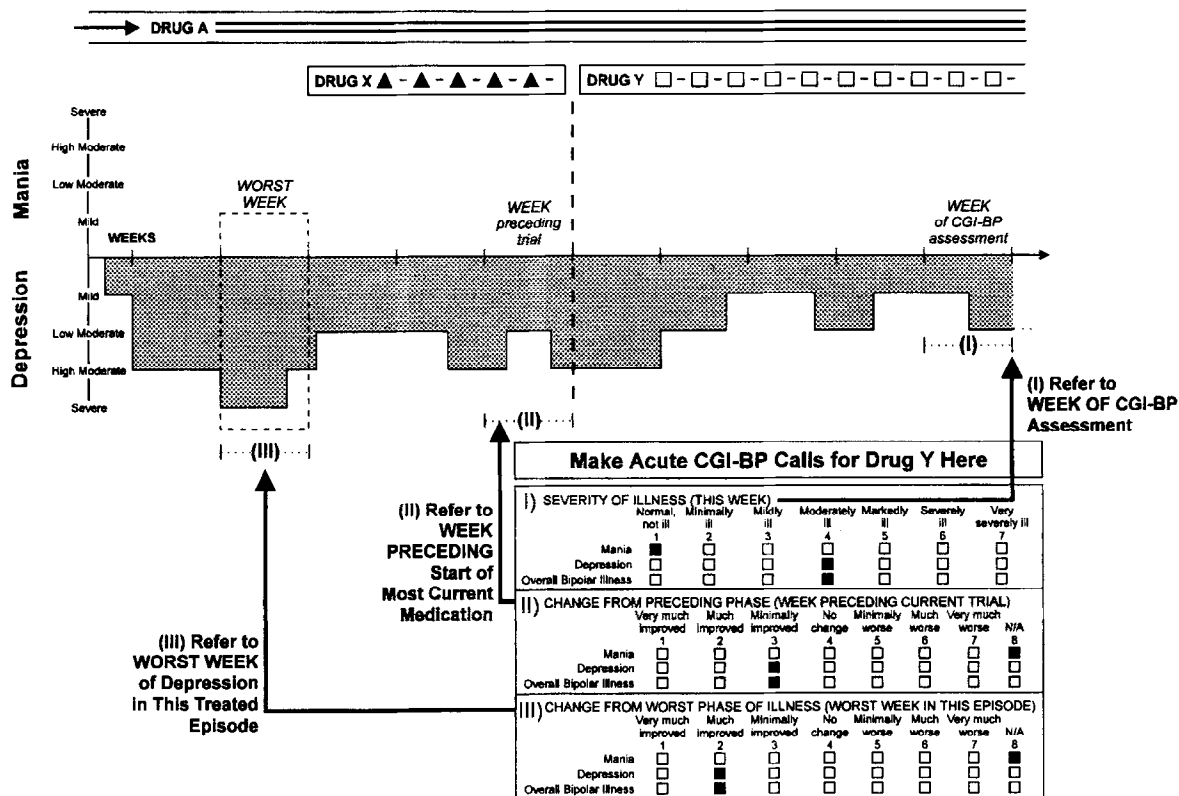 DRUG A
DRUG X
DRUG Y
Mania
Severe
High Moderate
Low Moderate
Mild
WORST
WEEK
WEEK
preceding
trial
WEEK
of CGI-BP
assessment
WEEKS
Depression
Mild
Low Moderate
High Moderate
Severe
(I)
(II)
(III)
(I) Refer to
WEEK OF CGI-BP
Assessment
(II) Refer to
WEEK
PRECEDING
Start of
Most Current
Medication
(III) Refer to
WORST WEEK
of Depression
in This Treated
Episode
Make Acute CGI-BP Calls for Drug Y Here
I) SEVERITY OF ILLNESS (THIS WEEK)
Normal, Minimally Mildly Moderately Markedly Severely Very
not ill ill ill ill ill ill severely ill
1 2 3 4 5 6 7
Mania
Depression
Overall Bipolar Illness
II) CHANGE FROM PRECEDING PHASE (WEEK PRECEDING CURRENT TRIAL)
Very much Much Minimally No Minimally Much Very much
improved improved improved change worse worse worse N/A
1 2 3 4 5 6 7 8
Mania
Depression
Overall Bipolar Illness
III) CHANGE FROM WORST PHASE OF ILLNESS (WORST WEEK IN THIS EPISODE)
Very much Much Minimally No Minimally Much Very much
improved improved improved change worse worse worse N/A
1 2 3 4 5 6 7 8
Mania
Depression
Overall Bipolar Illness